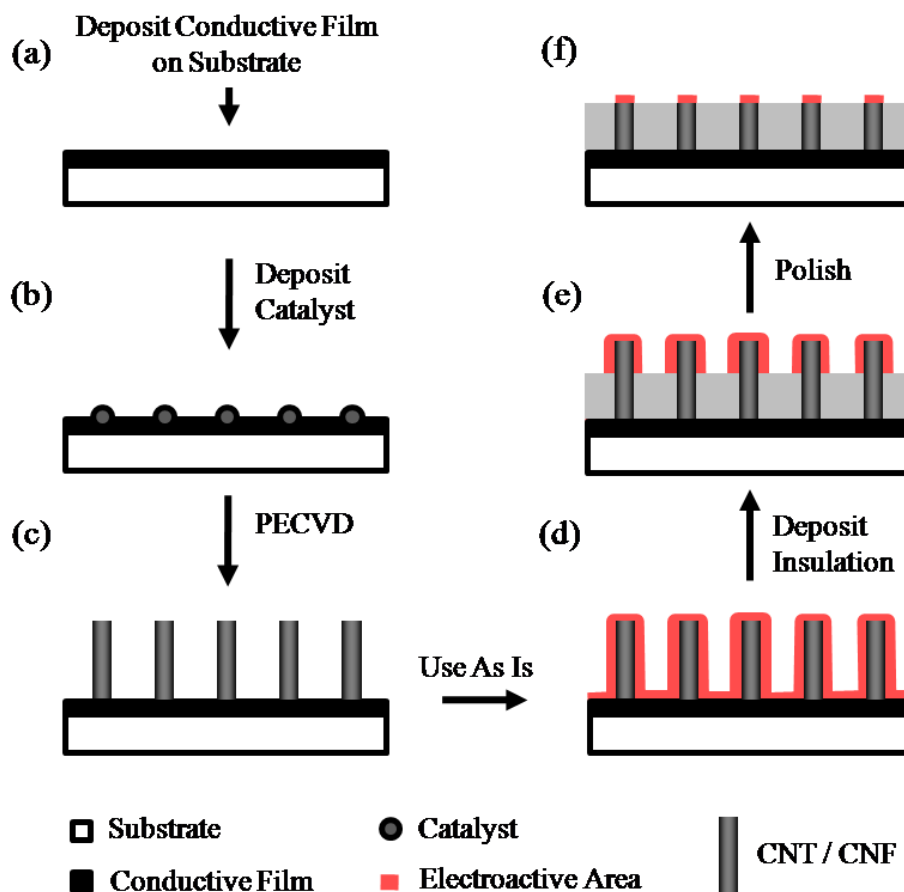 (a)
Deposit Conductive Film
on Substrate
(b)
Deposit
Catalyst
(c)
PECVD
Use As Is
(d)
Deposit
Insulation
(e)
Polish
(f)
Substrate
Conductive Film
Catalyst
Electroactive Area
CNT / CNF